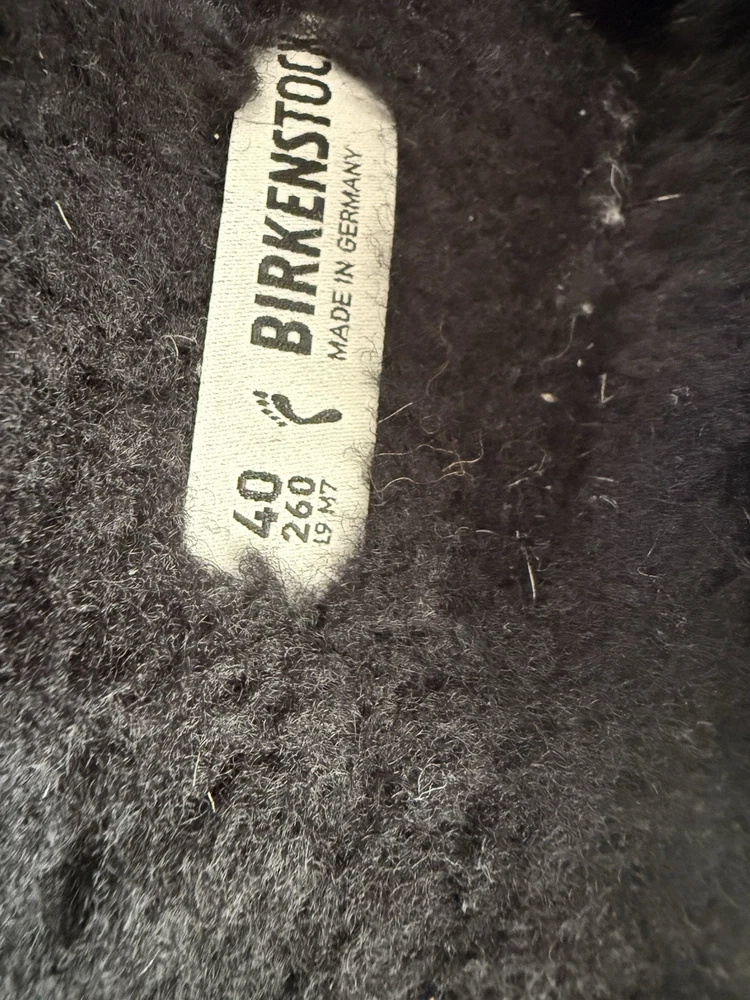 BIRKENSTOCK
MADE IN GERMANY
40
260
L9 M7